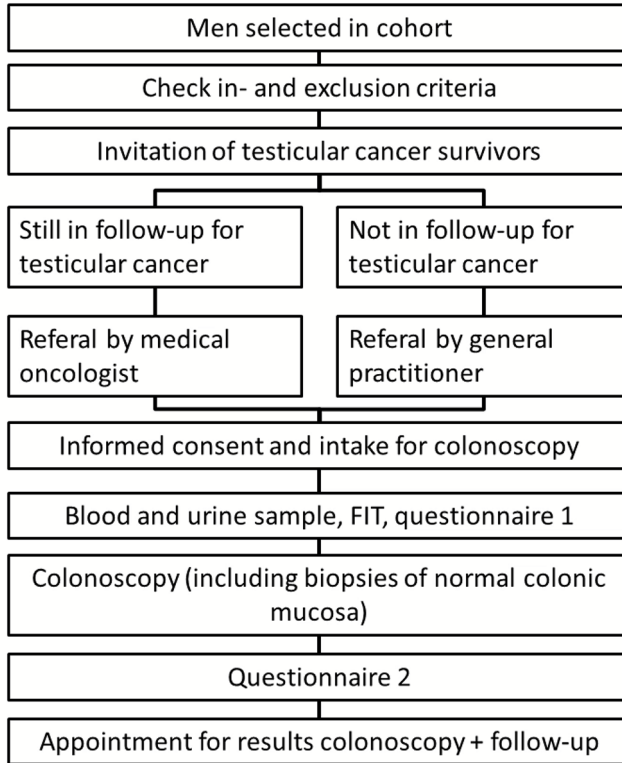 Men selected in cohort
Check in- and exclusion criteria
Invitation of testicular cancer survivors
Still in follow-up for
testicular cancer
Not in follow-up for
testicular cancer
Referal by medical
oncologist
Referal by general
practitioner
Informed consent and intake for colonoscopy
Blood and urine sample, FIT, questionnaire 1
Colonoscopy (including biopsies of normal colonic
mucosa)
Questionnaire 2
Appointment for results colonoscopy + follow-up